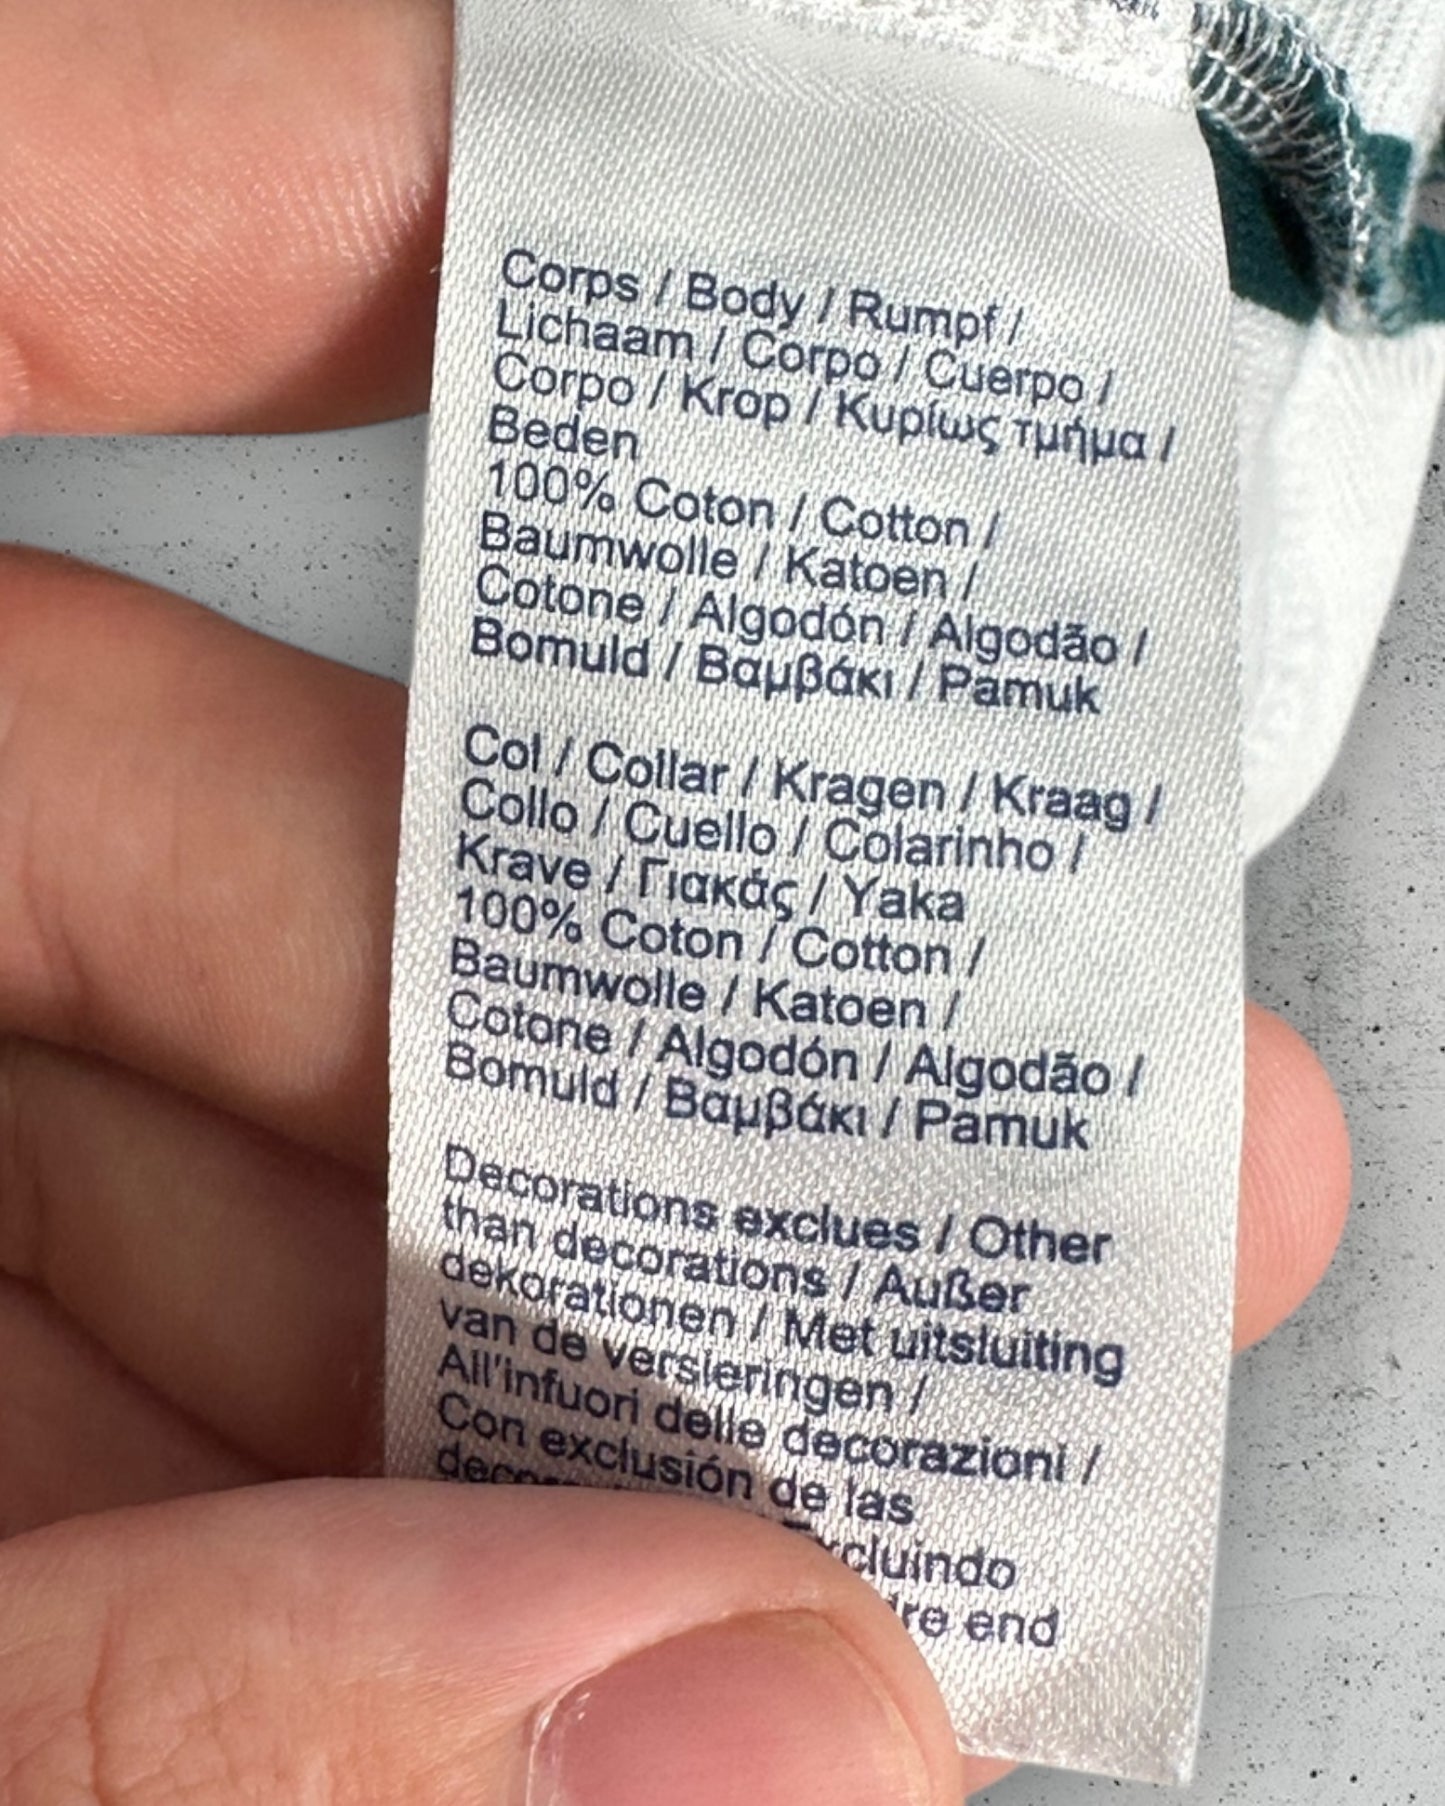 Corps / Body / Rumpf /
Lichaam / Corpo / Cuerpo /
Corpo / Krop / Κυρίως τμήμα /
Beden
100% Coton / Cotton /
Baumwolle / Katoen /
Cotone / Algodón / Algodão /
Bomuld / Βαμβάκι / Pamuk
Col / Collar / Kragen / Kraag /
Collo / Cuello / Colarinho /
Krave / Γιακάς / Yaka
100% Coton / Cotton /
Baumwolle / Katoen /
Cotone / Algodón / Algodão /
Bomuld / Βαμβάκι / Pamuk
Decorations exclues / Other
than decorations / Außer
dekorationen / Met uitsluiting
van de versieringen /
All'infuori delle decorazioni /
Con exclusión de las
end